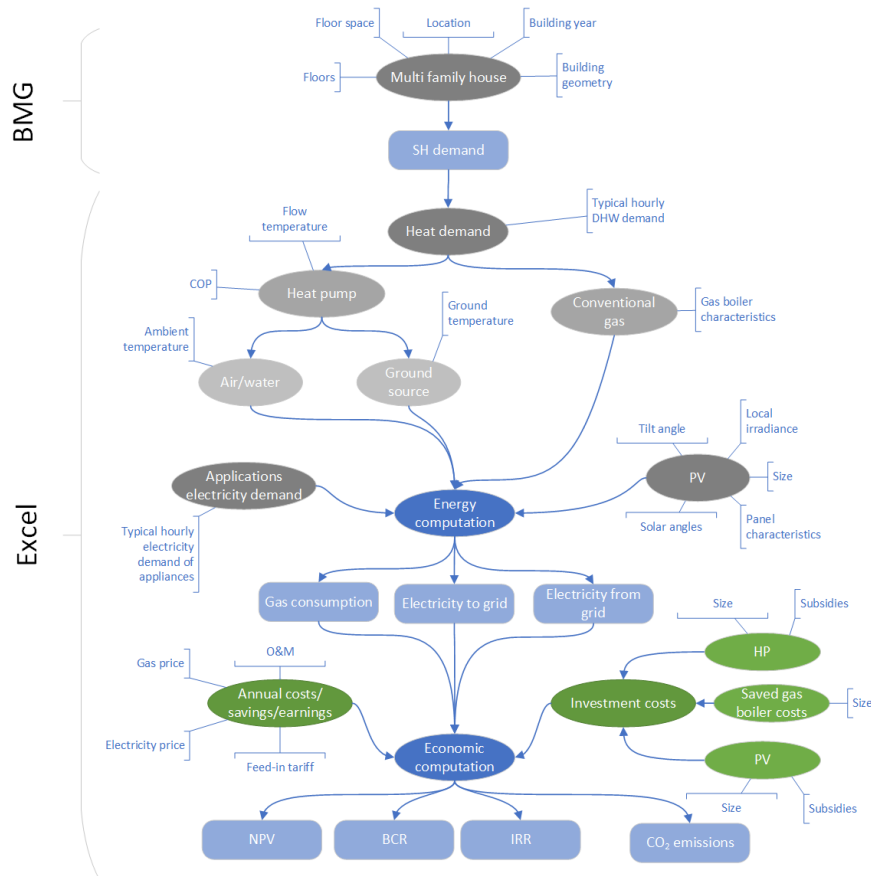 BMG
Floor space
Location
Building year
Floors
Multi family house
Building
geometry
SH demand
Excel
Typical hourly
DHW demand
Heat demand
Flow
temperature
COP
Heat pump
Ground
temperature
Conventional
gas
Gas boiler
characteristics
Ambient
temperature
Air/water
Ground
source
Tilt angle
Local
irradiance
Applications
electricity demand
PV
Size
Energy
computation
Solar angles
Panel
characteristics
Typical hourly
electricity
demand of
appliances
Gas consumption
Electricity to grid
Electricity from
grid
Size
Subsidies
HP
Gas price
O&M
Annual costs/
savings/earnings
Investment costs
Saved gas
boiler costs
Size
Electricity price
Feed-in tariff
Economic
computation
PV
Size
Subsidies
NPV
BCR
IRR
CO₂ emissions